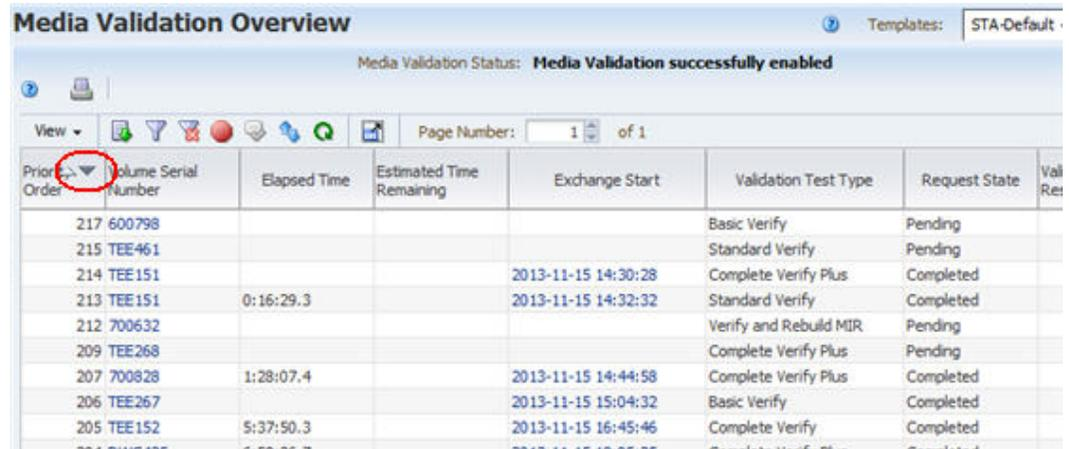 Media Validation Overview
Templates: STA-Default
Media Validation Status: Media Validation successfully enabled
View Page Number: 1 of 1
Volume Serial Number Elapsed Time Estimated Time Remaining Exchange Start Validation Test Type Request State
Order
217 600798 Basic Verify Pending
215 TEE461 Standard Verify Pending
214 TEE151 2013-11-15 14:30:28 Complete Verify Plus Completed
213 TEE151 0:16:29.3 2013-11-15 14:32:32 Standard Verify Completed
212 700632 Verify and Rebuild MIR Pending
209 TEE268 Complete Verify Plus Pending
207 700828 1:28:07.4 2013-11-15 14:44:58 Complete Verify Plus Completed
206 TEE267 2013-11-15 15:04:32 Basic Verify Completed
205 TEE152 5:37:50.3 2013-11-15 16:45:46 Complete Verify Completed